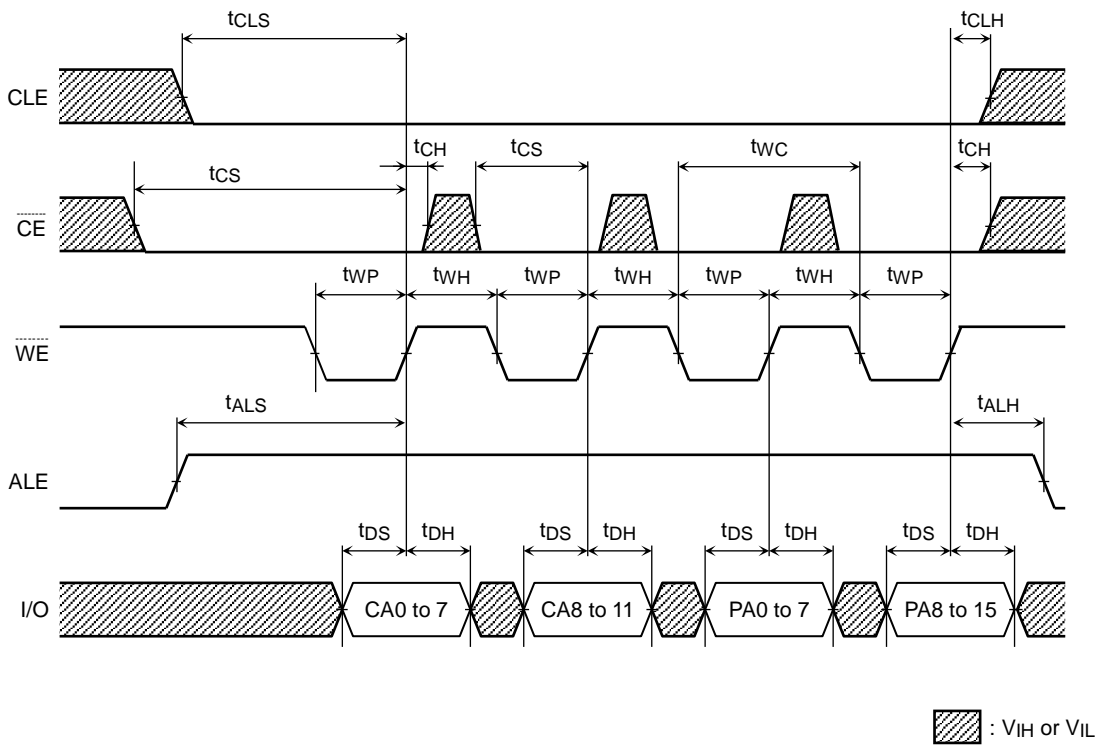 tCLS tCLH
CLE
tCH tCS tWC tCH
tCS
CE
tWP tWH tWP tWH tWP tWH tWP
WE
tALS tALH
ALE
tDS tDH tDS tDH tDS tDH tDS tDH
I/O CA0 to 7 CA8 to 11 PA0 to 7 PA8 to 15
: VIH or VIL